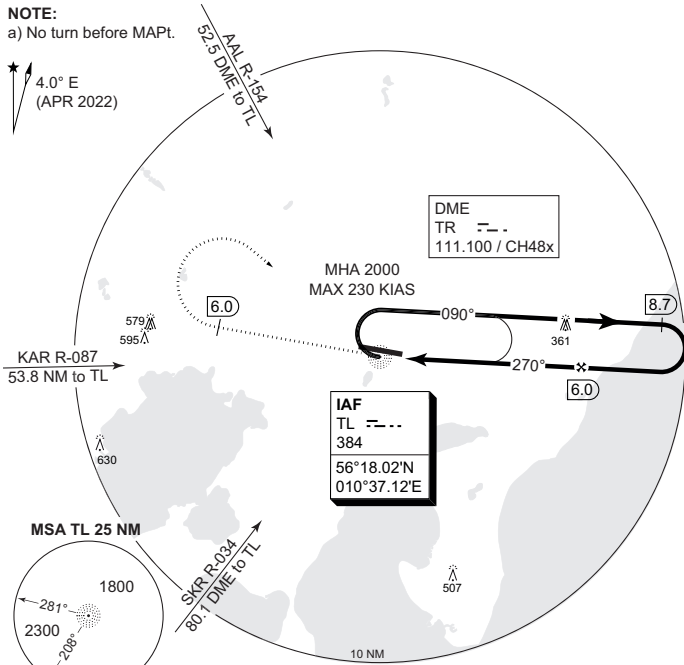 NOTE:
a) No turn before MAPt.
4.0° E
(APR 2022)
AAL R-154
52.5 DME to TL
DME
TR
111.100 / CH48x
MHA 2000
MAX 230 KIAS
6.0
8.7
090°
579
595
361
KAR R-087
53.8 NM to TL
270°
6.0
IAF
TL
384
56°18.02'N
010°37.12'E
630
MSA TL 25 NM
SKR R-034
80.1 DME to TL
507
1800
281°
2300
208°
10 NM